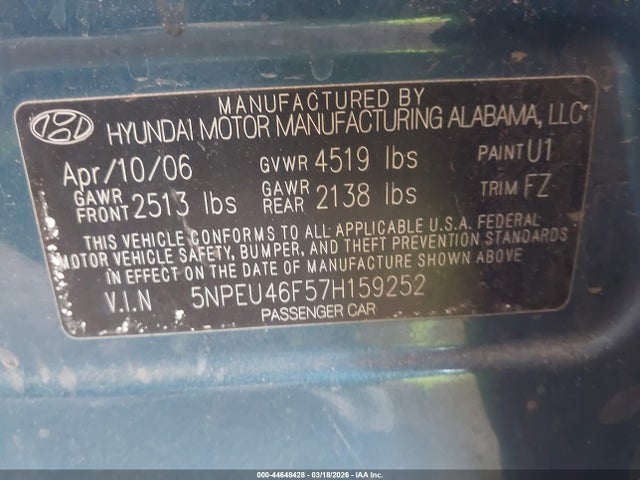 MANUFACTURED BY
HYUNDAI MOTOR MANUFACTURING ALABAMA, LLC
Apr/10/06 GVWR 4519 lbs PAINT U1
GAWR FRONT 2513 lbs GAWR REAR 2138 lbs TRIM FZ
THIS VEHICLE CONFORMS TO ALL APPLICABLE U.S.A. FEDERAL
MOTOR VEHICLE SAFETY, BUMPER, AND THEFT PREVENTION STANDARDS
IN EFFECT ON THE DATE OF MANUFACTURE SHOWN ABOVE
V.I.N 5NPEU46F57H159252
PASSENGER CAR
000-44648428 - 03/18/2026 - IAA Inc.